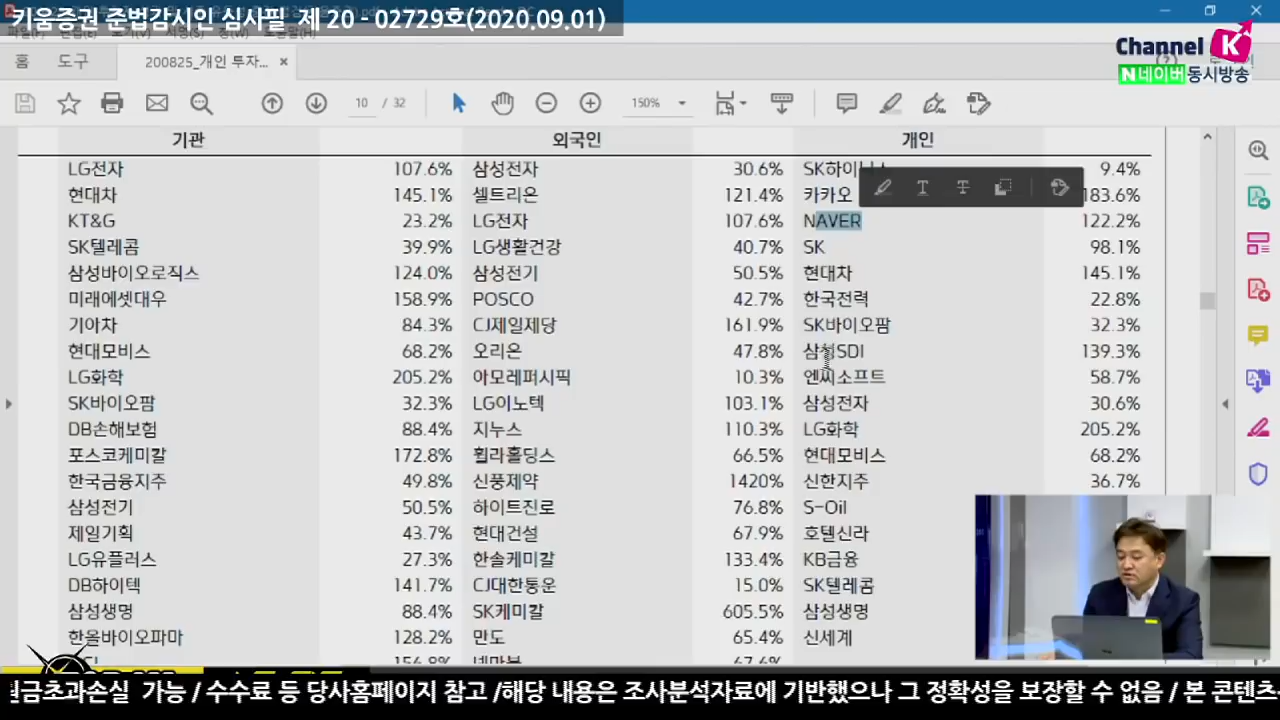 키움증권 준법감시인 심사필 제 20 - 02729호(2020.09.01)
Channel K
N네이버 동시방송
홈 도구 200825_개인 투자... ×
10 / 32 150%
기관 외국인 개인
LG전자 107.6% 삼성전자 30.6% SK하이닉스 9.4%
현대차 145.1% 셀트리온 121.4% 카카오 183.6%
KT&G 23.2% LG전자 107.6% NAVER 122.2%
SK텔레콤 39.9% LG생활건강 40.7% SK 98.1%
삼성바이오로직스 124.0% 삼성전기 50.5% 현대차 145.1%
미래에셋대우 158.9% POSCO 42.7% 한국전력 22.8%
기아차 84.3% CJ제일제당 161.9% SK바이오팜 32.3%
현대모비스 68.2% 오리온 47.8% 삼성SDI 139.3%
LG화학 205.2% 아모레퍼시픽 10.3% 엔씨소프트 58.7%
SK바이오팜 32.3% LG이노텍 103.1% 삼성전자 30.6%
DB손해보험 88.4% 지누스 110.3% LG화학 205.2%
포스코케미칼 172.8% 휠라홀딩스 66.5% 현대모비스 68.2%
한국금융지주 49.8% 신풍제약 1420% 신한지주 36.7%
삼성전기 50.5% 하이트진로 76.8% S-Oil
제일기획 43.7% 현대건설 67.9% 호텔신라
LG유플러스 27.3% 한솔케미칼 133.4% KB금융
DB하이텍 141.7% CJ대한통운 15.0% SK텔레콤
삼성생명 88.4% SK케미칼 605.5% 삼성생명
한올바이오파마 128.2% 만도 65.4% 신세계
금초과손실 가능 / 수수료 등 당사홈페이지 참고 /해당 내용은 조사분석자료에 기반했으나 그 정확성을 보장할 수 없음 / 본 콘텐츠